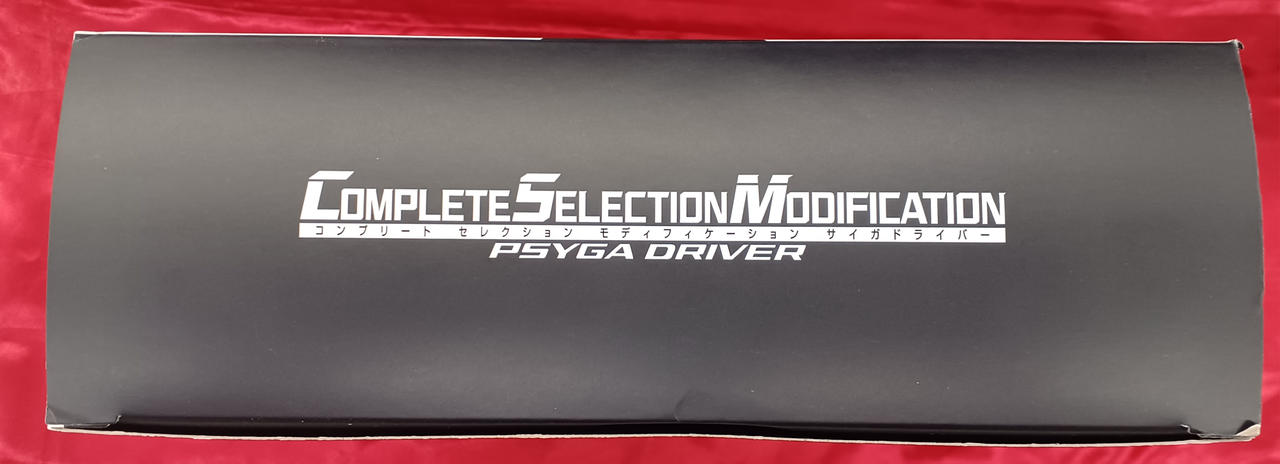 COMPLETE SELECTION MODIFICATION
コンプリート セレクション モディフィケーション サイガドライバー
PSYGA DRIVER